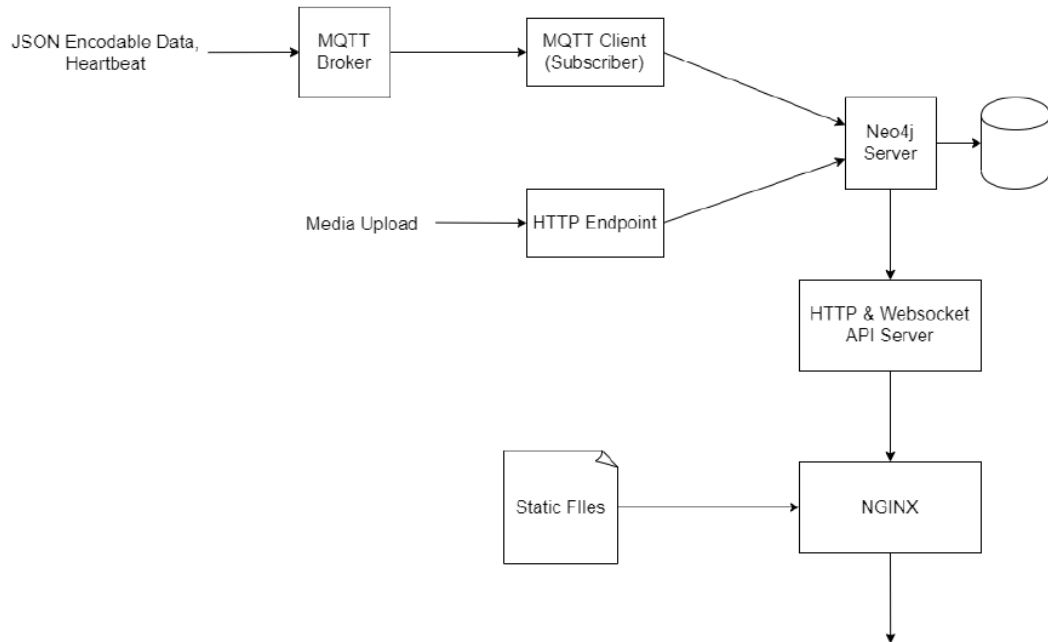 JSON Encodable Data,
Heartbeat
MQTT
Broker
MQTT Client
(Subscriber)
Neo4j
Server
Media Upload
HTTP Endpoint
HTTP & Websocket
API Server
Static FIles
NGINX